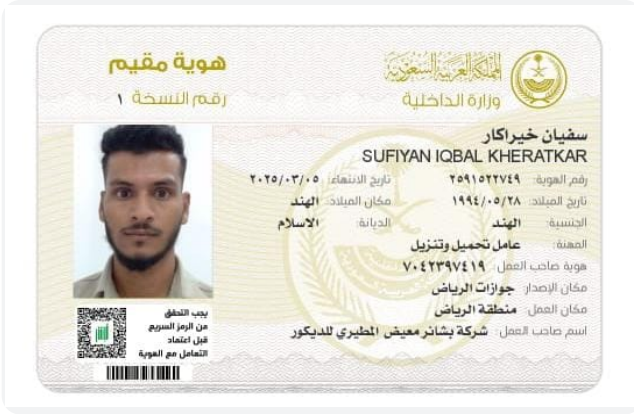 هوية مقيم
المملكة العربية السعودية
رقم النسخة ١
وزارة الداخلية
سفيان خيراكار
SUFIYAN IQBAL KHERATKAR
رقم الهوية: ٢٥٩١٥٢٢٧٤٩ تاريخ الانتهاء: ٢٠٢٥/٠٣/٠٥
تاريخ الميلاد: ١٩٩٤/٠٥/٢٨ مكان الميلاد: الهند
الجنسية: الهند الديانة: الاسلام
المهنة: عامل تحميل وتنزيل
هوية صاحب العمل: ٧٠٤٢٣٩٧٤١٩
مكان الإصدار: جوازات الرياض
مكان العمل: منطقة الرياض
اسم صاحب العمل: شركة بشائر معيض المطيري للديكور
يجب التحقق
من الرمز السريع
قبل اعتماد
التعامل مع الهوية